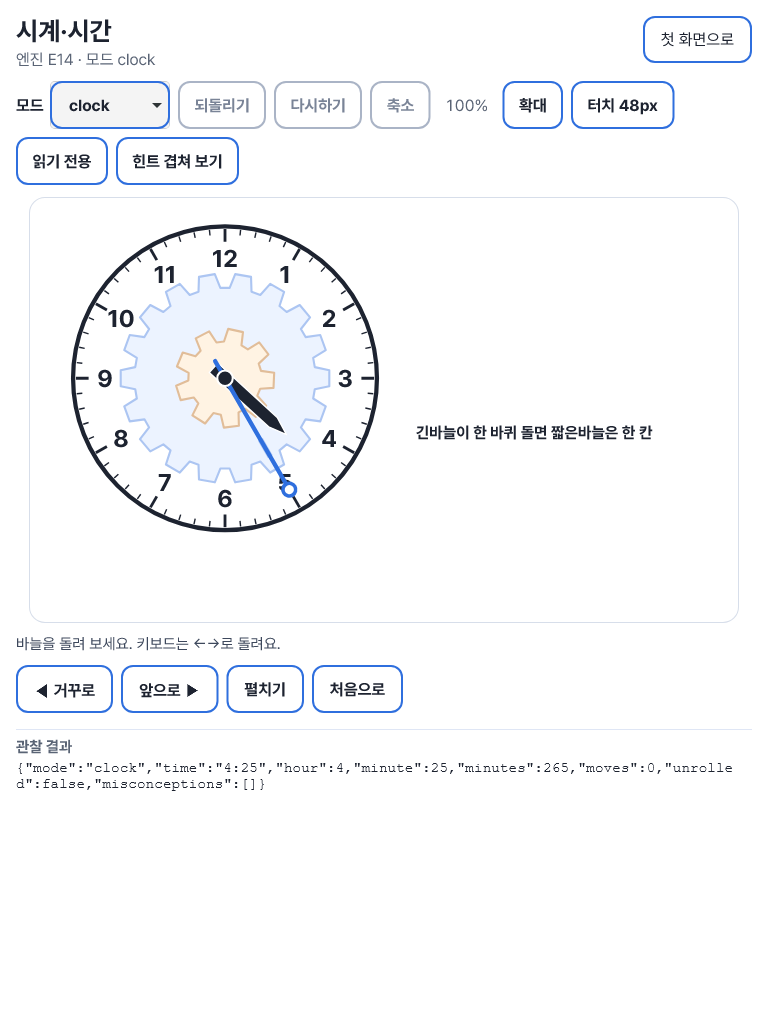 시계·시간
엔진 E14 · 모드 clock
첫 화면으로
모드 clock 되돌리기 다시하기 축소 100% 확대 터치 48px
읽기 전용 힌트 겹쳐 보기
12
11 1
10 2
9 3
8 4
7 5
6
긴바늘이 한 바퀴 돌면 짧은바늘은 한 칸
바늘을 돌려 보세요. 키보드는 ←→로 돌려요.
◀ 거꾸로 앞으로 ▶ 펼치기 처음으로
관찰 결과
{"mode":"clock","time":"4:25","hour":4,"minute":25,"minutes":265,"moves":0,"unrolle
d":false,"misconceptions":[]}